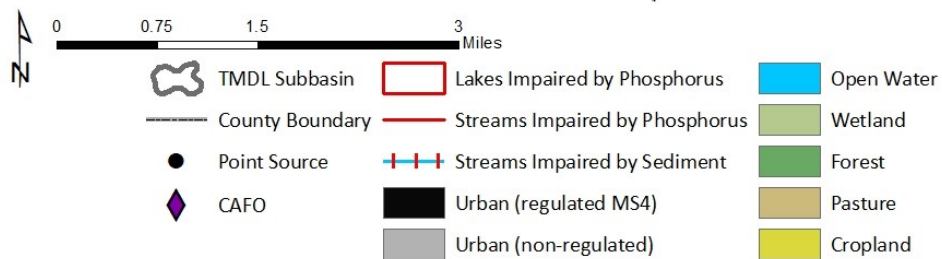 0 0.75 1.5 3
Miles
N
TMDL Subbasin
County Boundary
Point Source
CAFO
Lakes Impaired by Phosphorus
Streams Impaired by Phosphorus
Streams Impaired by Sediment
Urban (regulated MS4)
Urban (non-regulated)
Open Water
Wetland
Forest
Pasture
Cropland